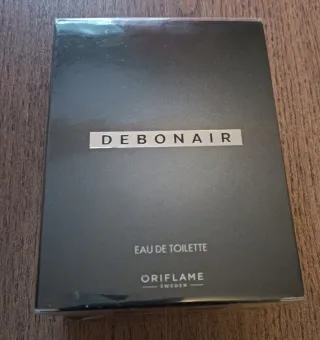 DEBONAIR
EAU DE TOILETTE
ORIFLAME
SWEDEN